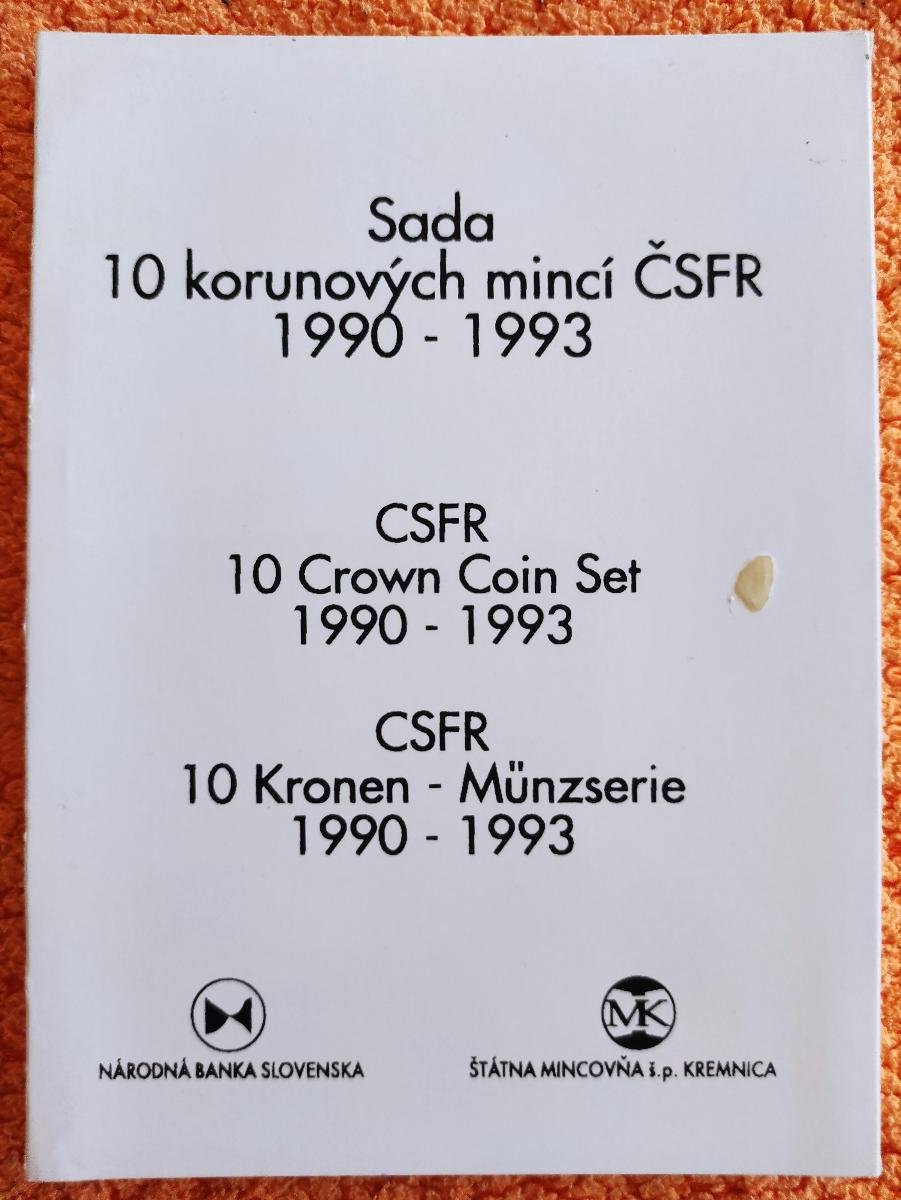 Sada
10 korunových mincí ČSFR
1990 - 1993
CSFR
10 Crown Coin Set
1990 - 1993
CSFR
10 Kronen - Münzserie
1990 - 1993
MK
NÁRODNÁ BANKA SLOVENSKA
ŠTÁTNA MINCOVŇA š.p. KREMNICA